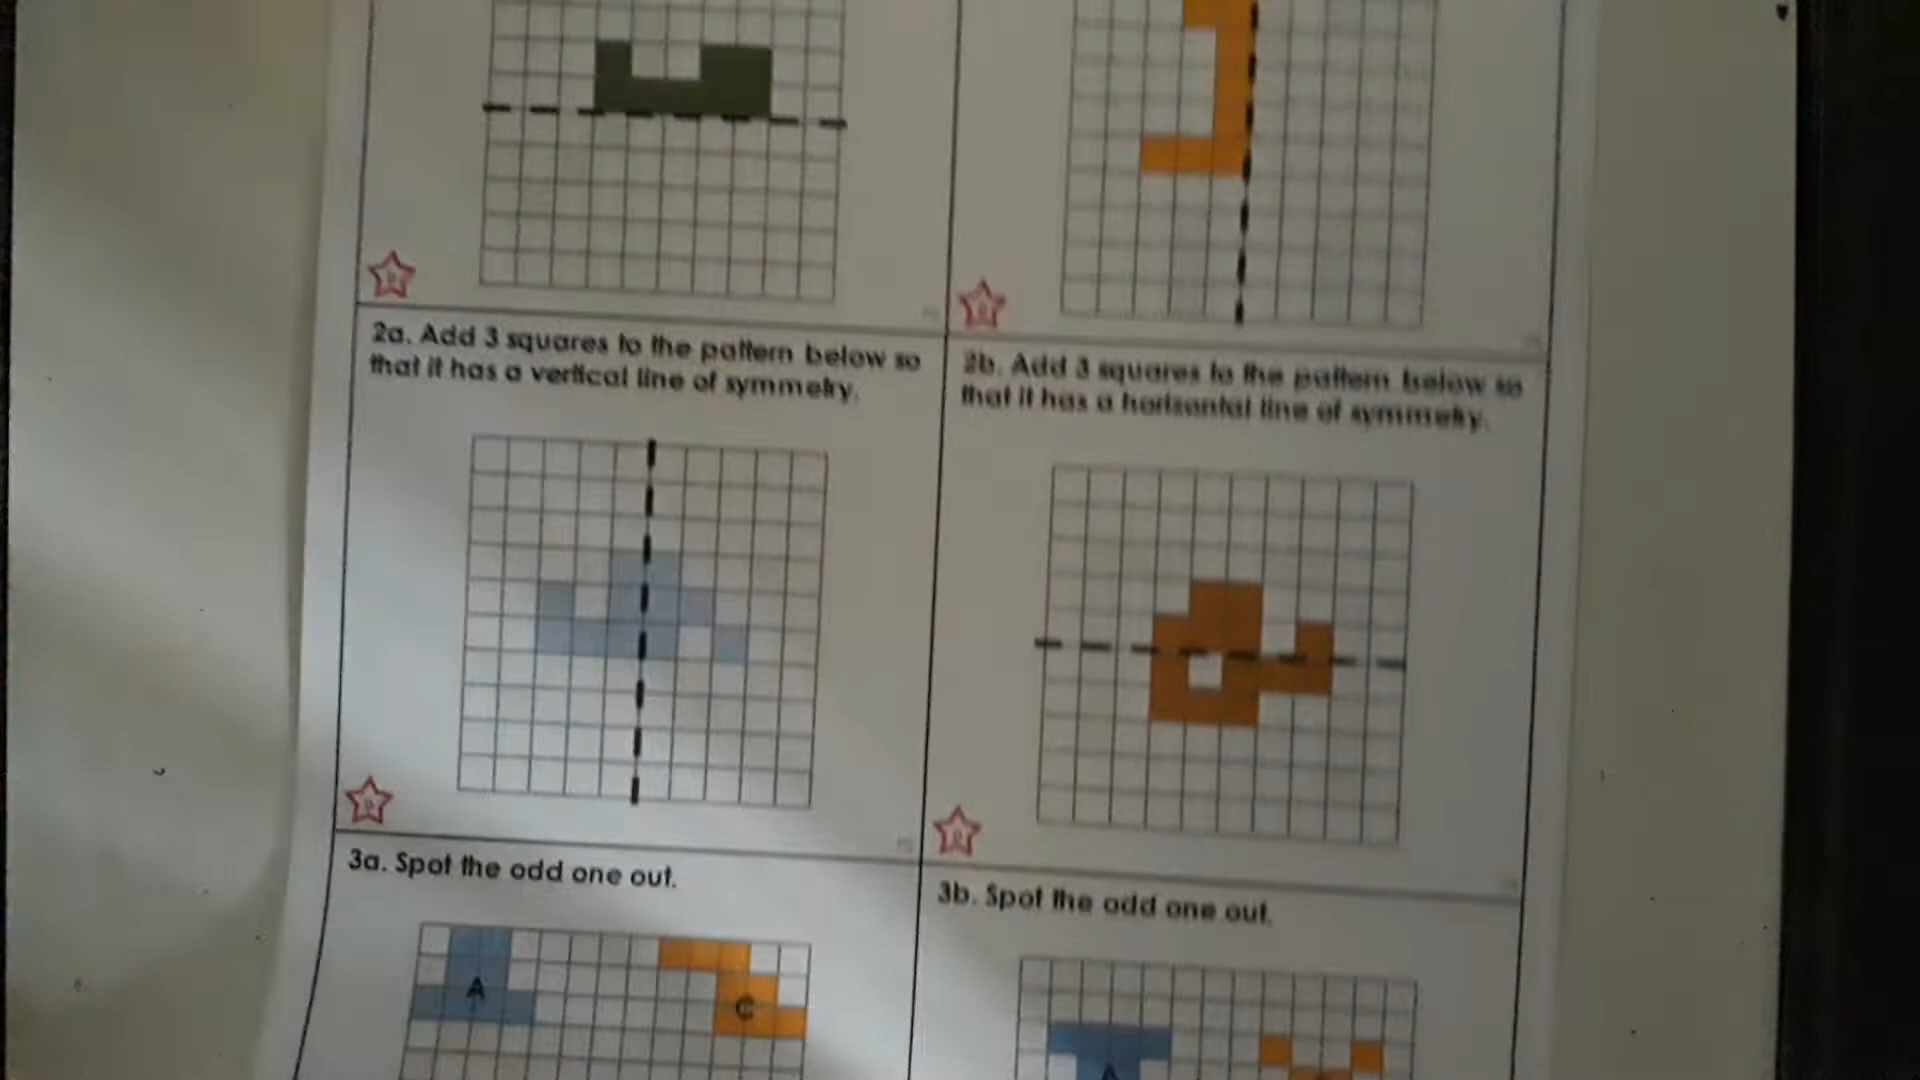 2a. Add 3 squares to the pattern below so
that it has a vertical line of symmetry.
2b. Add 3 squares to the pattern below so
that it has a horizontal line of symmetry.
3a. Spot the odd one out.
3b. Spot the odd one out.
A
C
A